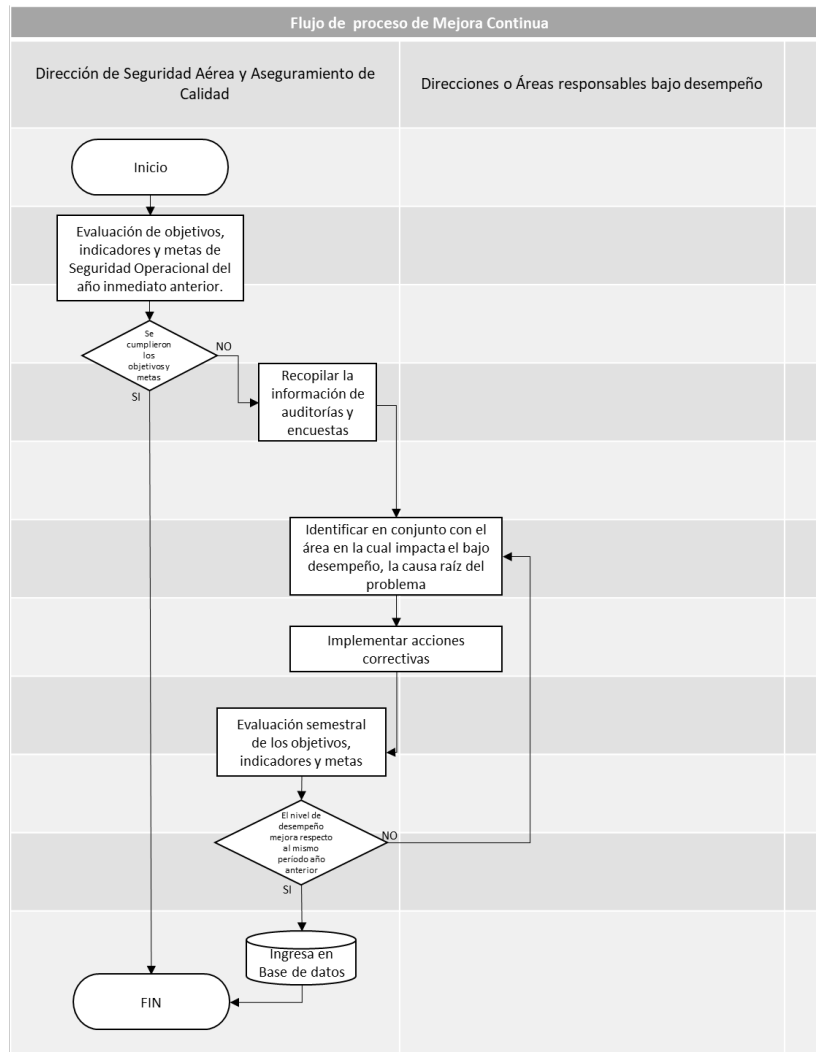 Flujo de proceso de Mejora Continua
Dirección de Seguridad Aérea y Aseguramiento de
Calidad
Direcciones o Áreas responsables bajo desempeño
Inicio
Evaluación de objetivos,
indicadores y metas de
Seguridad Operacional del
año inmediato anterior.
Se
cumplieron
los
objetivos y
metas
NO
SI
Recopilar la
información de
auditorías y
encuestas
Identificar en conjunto con el
área en la cual impacta el bajo
desempeño, la causa raíz del
problema
Implementar acciones
correctivas
Evaluación semestral
de los objetivos,
indicadores y metas
El nivel de
desempeño
mejora respecto
al mismo
período año
anterior
NO
SI
Ingresa en
Base de datos
FIN